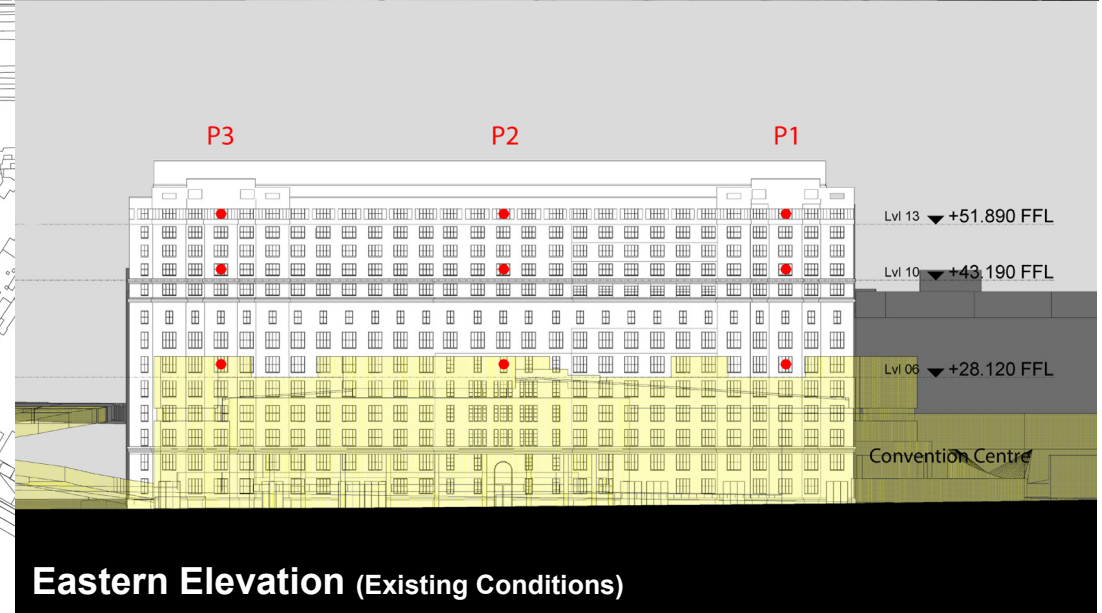 P3 P2 P1
Lvl 13 +51.890 FFL
Lvl 10 +43.190 FFL
Lvl 06 +28.120 FFL
Convention Centre
Eastern Elevation (Existing Conditions)